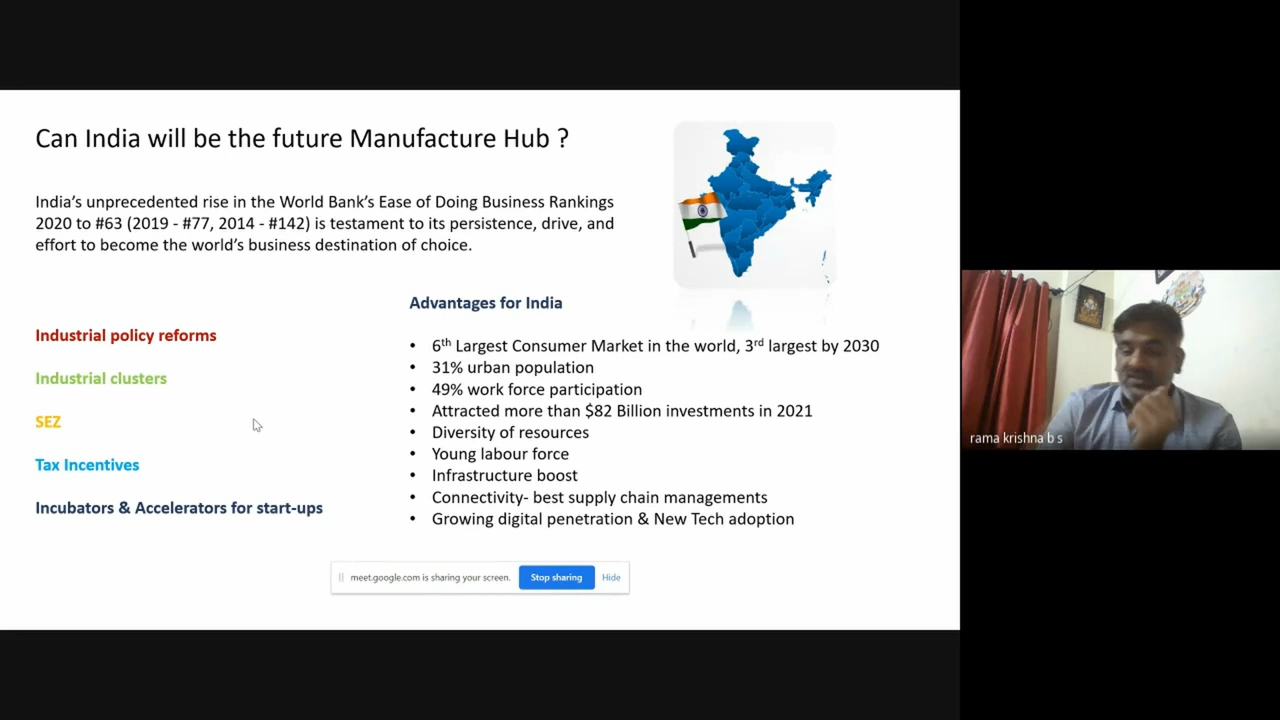 Can India will be the future Manufacture Hub ?
India's unprecedented rise in the World Bank's Ease of Doing Business Rankings
2020 to #63 (2019 - #77, 2014 - #142) is testament to its persistence, drive, and
effort to become the world's business destination of choice.
Industrial policy reforms
Industrial clusters
SEZ
Tax Incentives
Incubators & Accelerators for start-ups
Advantages for India
• 6th Largest Consumer Market in the world, 3rd largest by 2030
• 31% urban population
• 49% work force participation
• Attracted more than $82 Billion investments in 2021
• Diversity of resources
• Young labour force
• Infrastructure boost
• Connectivity- best supply chain managements
• Growing digital penetration & New Tech adoption
meet.google.com is sharing your screen. Stop sharing Hide
rama krishna b s